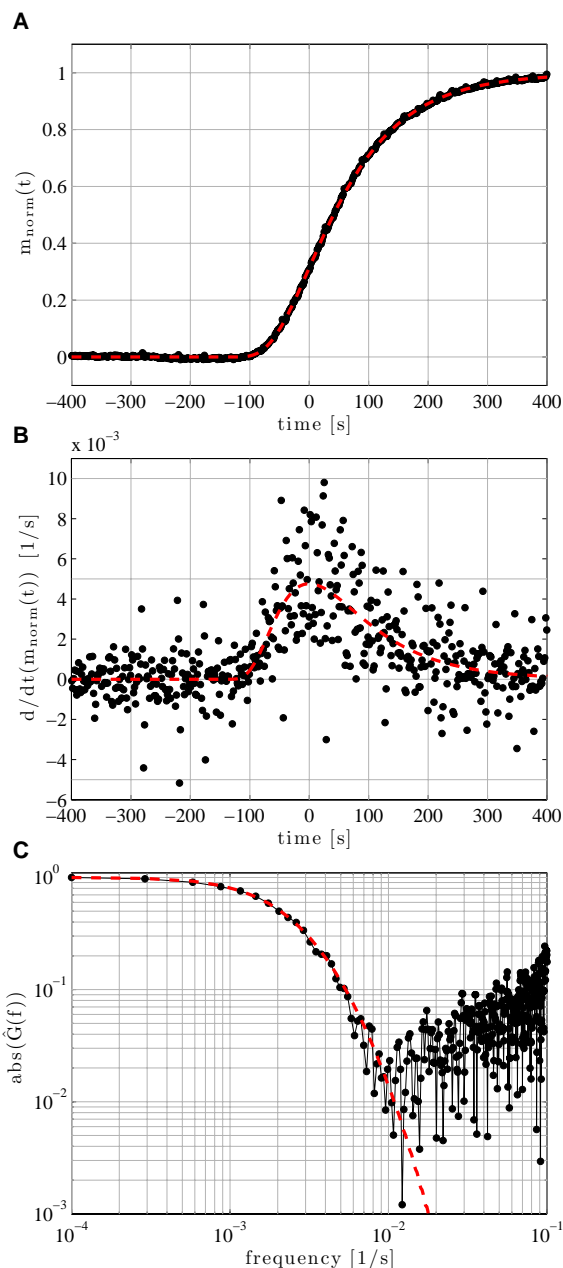 A
1
0.8
0.6
0.4
0.2
0
m_norm(t)
−400 −300 −200 −100 0 100 200 300 400
time [s]
B
x 10^−3
10
8
6
4
2
0
−2
−4
−6
d/dt(m_norm(t)) [1/s]
−400 −300 −200 −100 0 100 200 300 400
time [s]
C
10^0
10^−1
10^−2
10^−3
abs(Ĝ(f))
10^−4 10^−3 10^−2 10^−1
frequency [1/s]